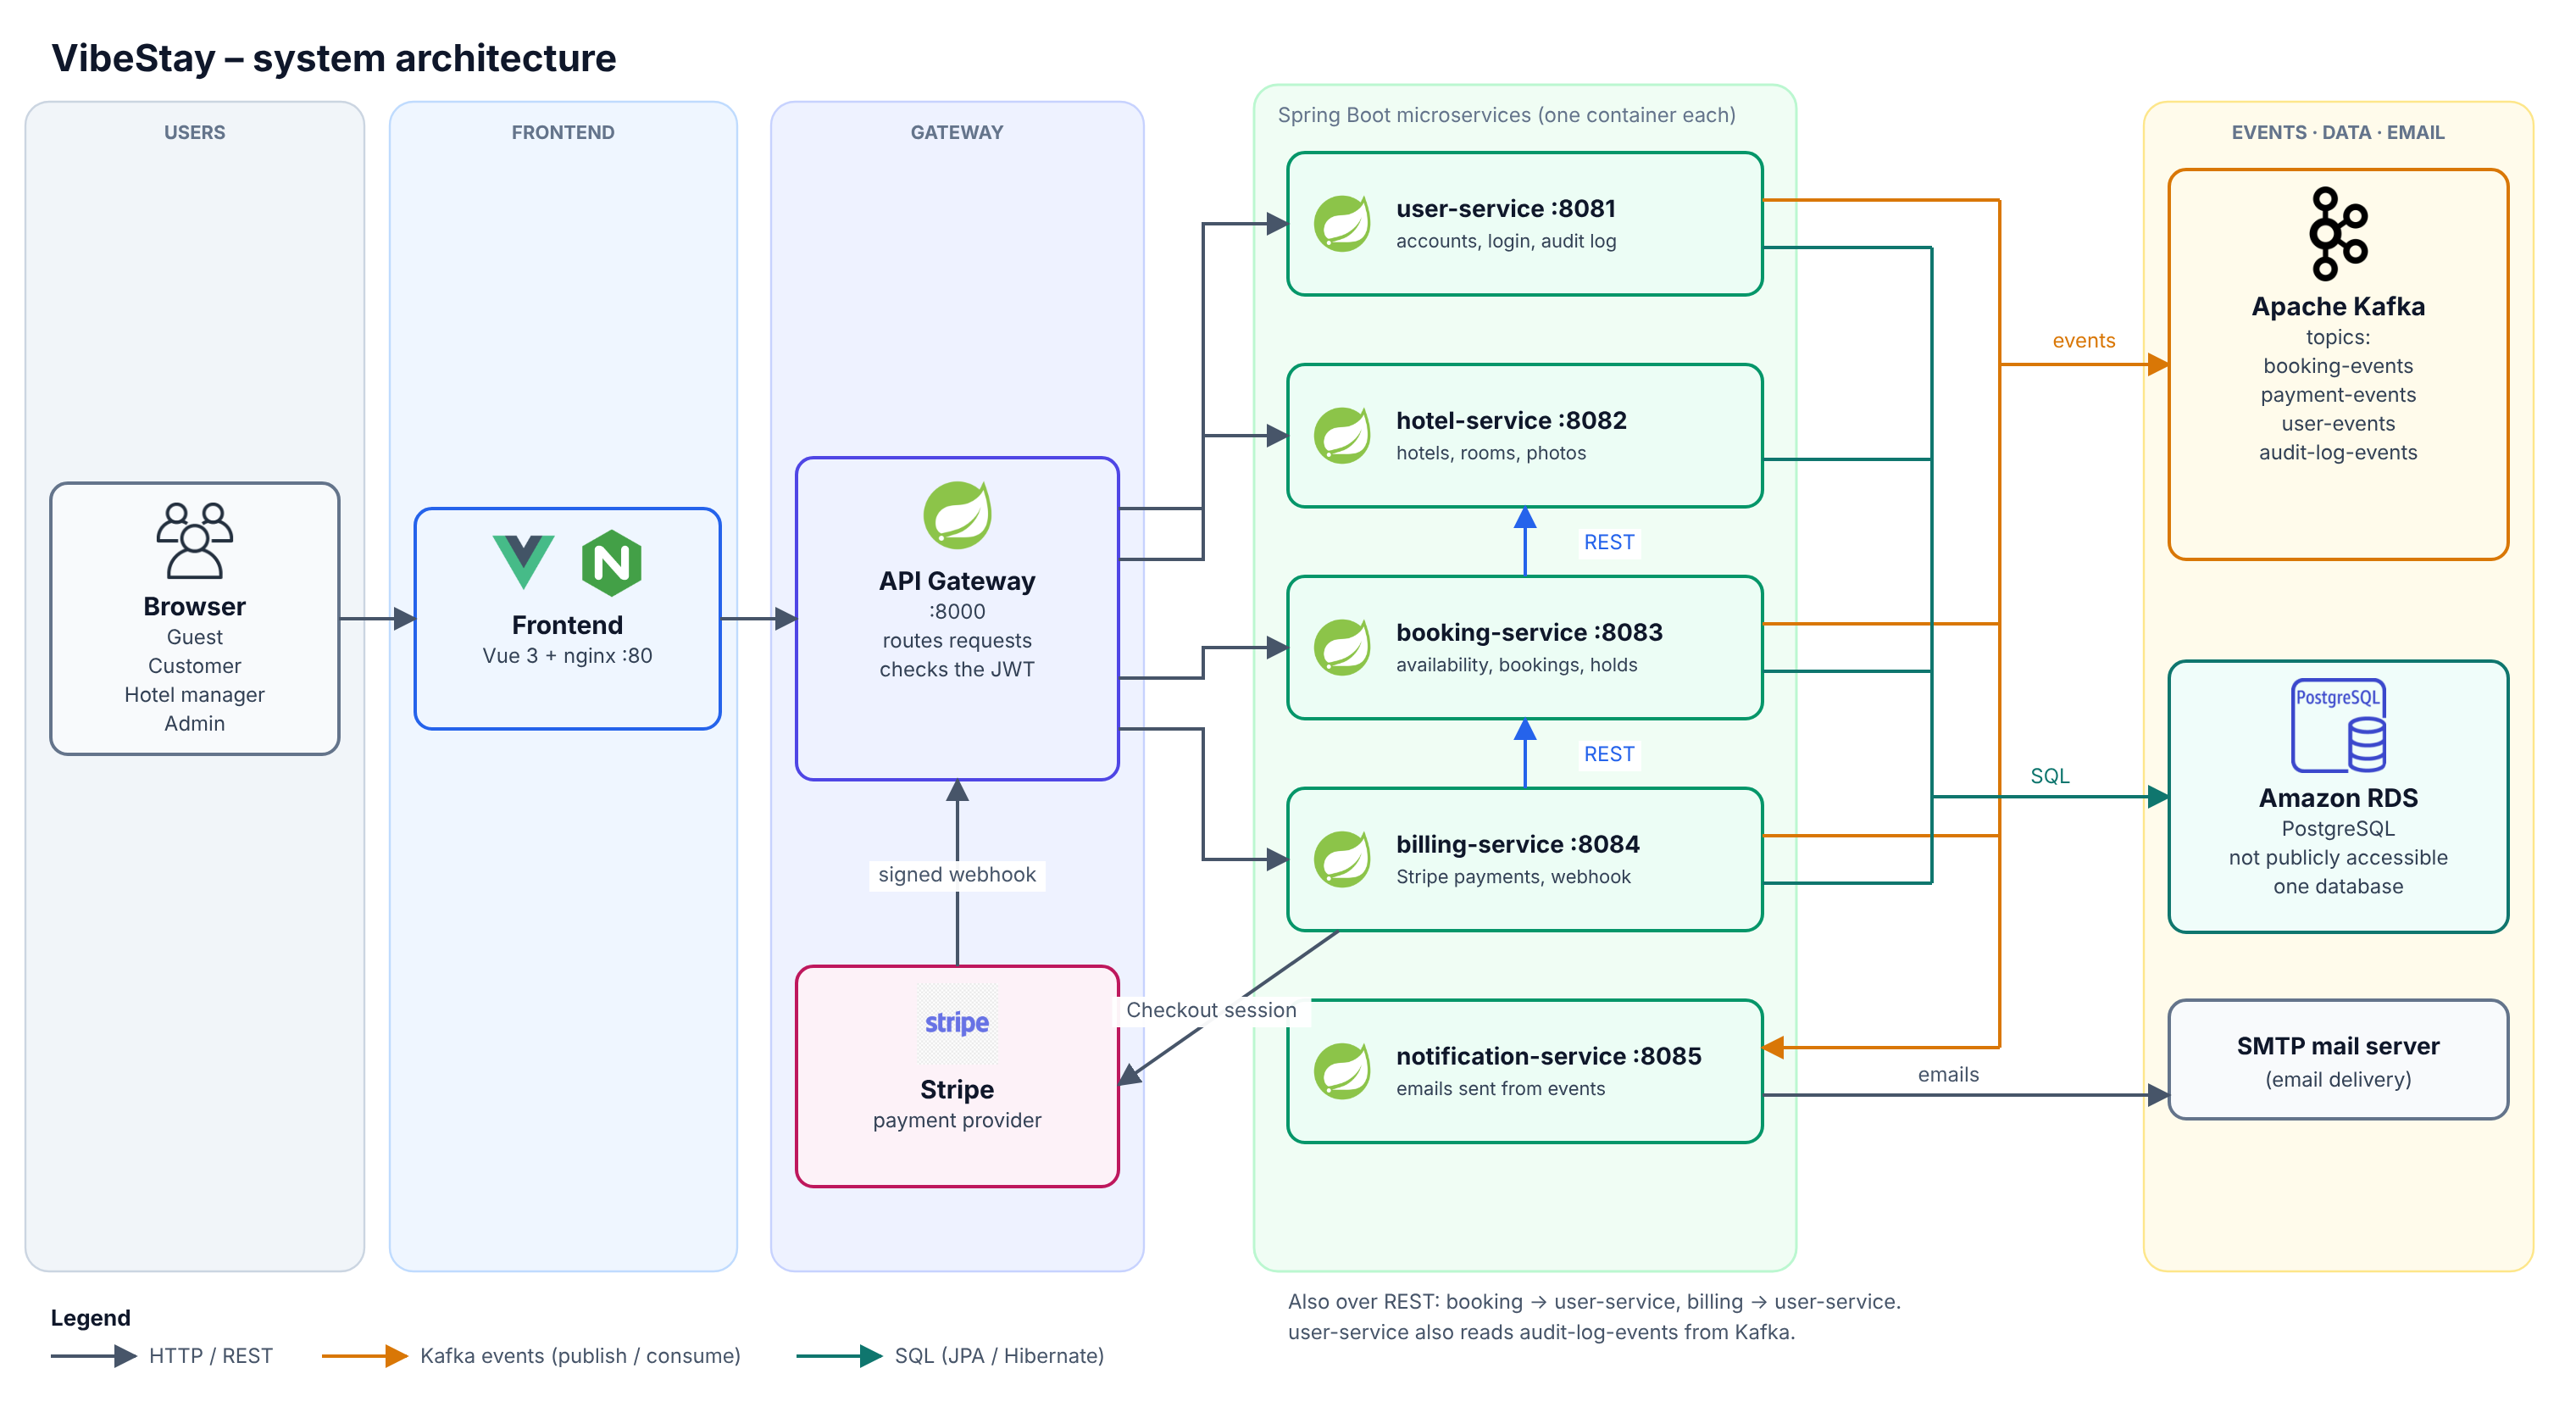 VibeStay – system architecture
USERS
Browser
Guest
Customer
Hotel manager
Admin
FRONTEND
Frontend
Vue 3 + nginx :80
GATEWAY
API Gateway
:8000
routes requests
checks the JWT
signed webhook
stripe
Stripe
payment provider
Checkout session
Spring Boot microservices (one container each)
user-service :8081
accounts, login, audit log
hotel-service :8082
hotels, rooms, photos
REST
booking-service :8083
availability, bookings, holds
REST
billing-service :8084
Stripe payments, webhook
notification-service :8085
emails sent from events
events
SQL
emails
EVENTS · DATA · EMAIL
Apache Kafka
topics:
booking-events
payment-events
user-events
audit-log-events
PostgreSQL
Amazon RDS
PostgreSQL
not publicly accessible
one database
SMTP mail server
(email delivery)
Also over REST: booking → user-service, billing → user-service.
user-service also reads audit-log-events from Kafka.
Legend
HTTP / REST
Kafka events (publish / consume)
SQL (JPA / Hibernate)